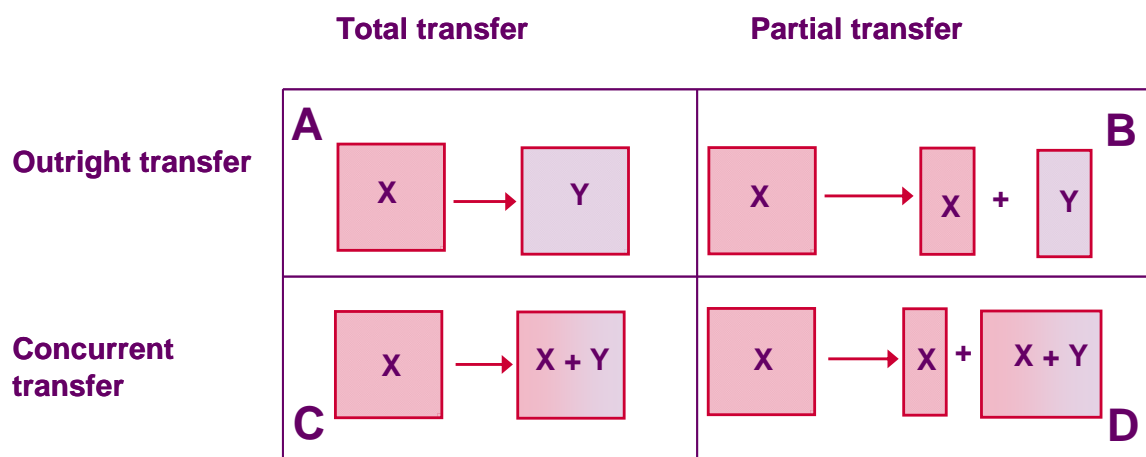 Total transfer Partial transfer
A B
Outright transfer
X Y X X + Y
Concurrent
transfer
X X + Y X X + X + Y
C D